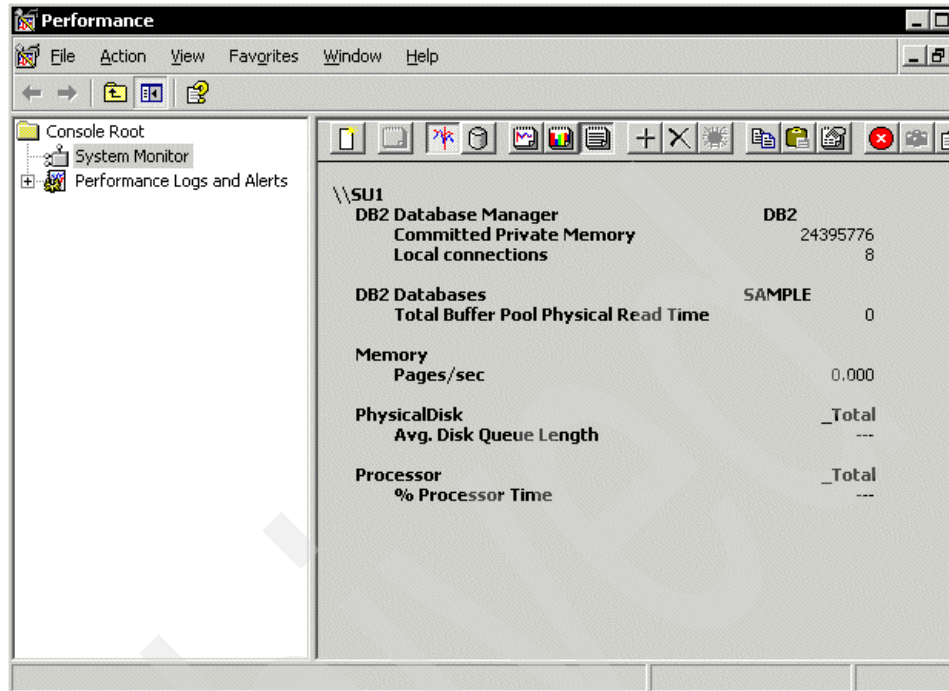 Performance
File Action View Favorites Window Help
Console Root
System Monitor
Performance Logs and Alerts
\\SU1
DB2 Database Manager DB2
Committed Private Memory 24395776
Local connections 8
DB2 Databases SAMPLE
Total Buffer Pool Physical Read Time 0
Memory
Pages/sec 0.000
PhysicalDisk _Total
Avg. Disk Queue Length ---
Processor _Total
% Processor Time ---